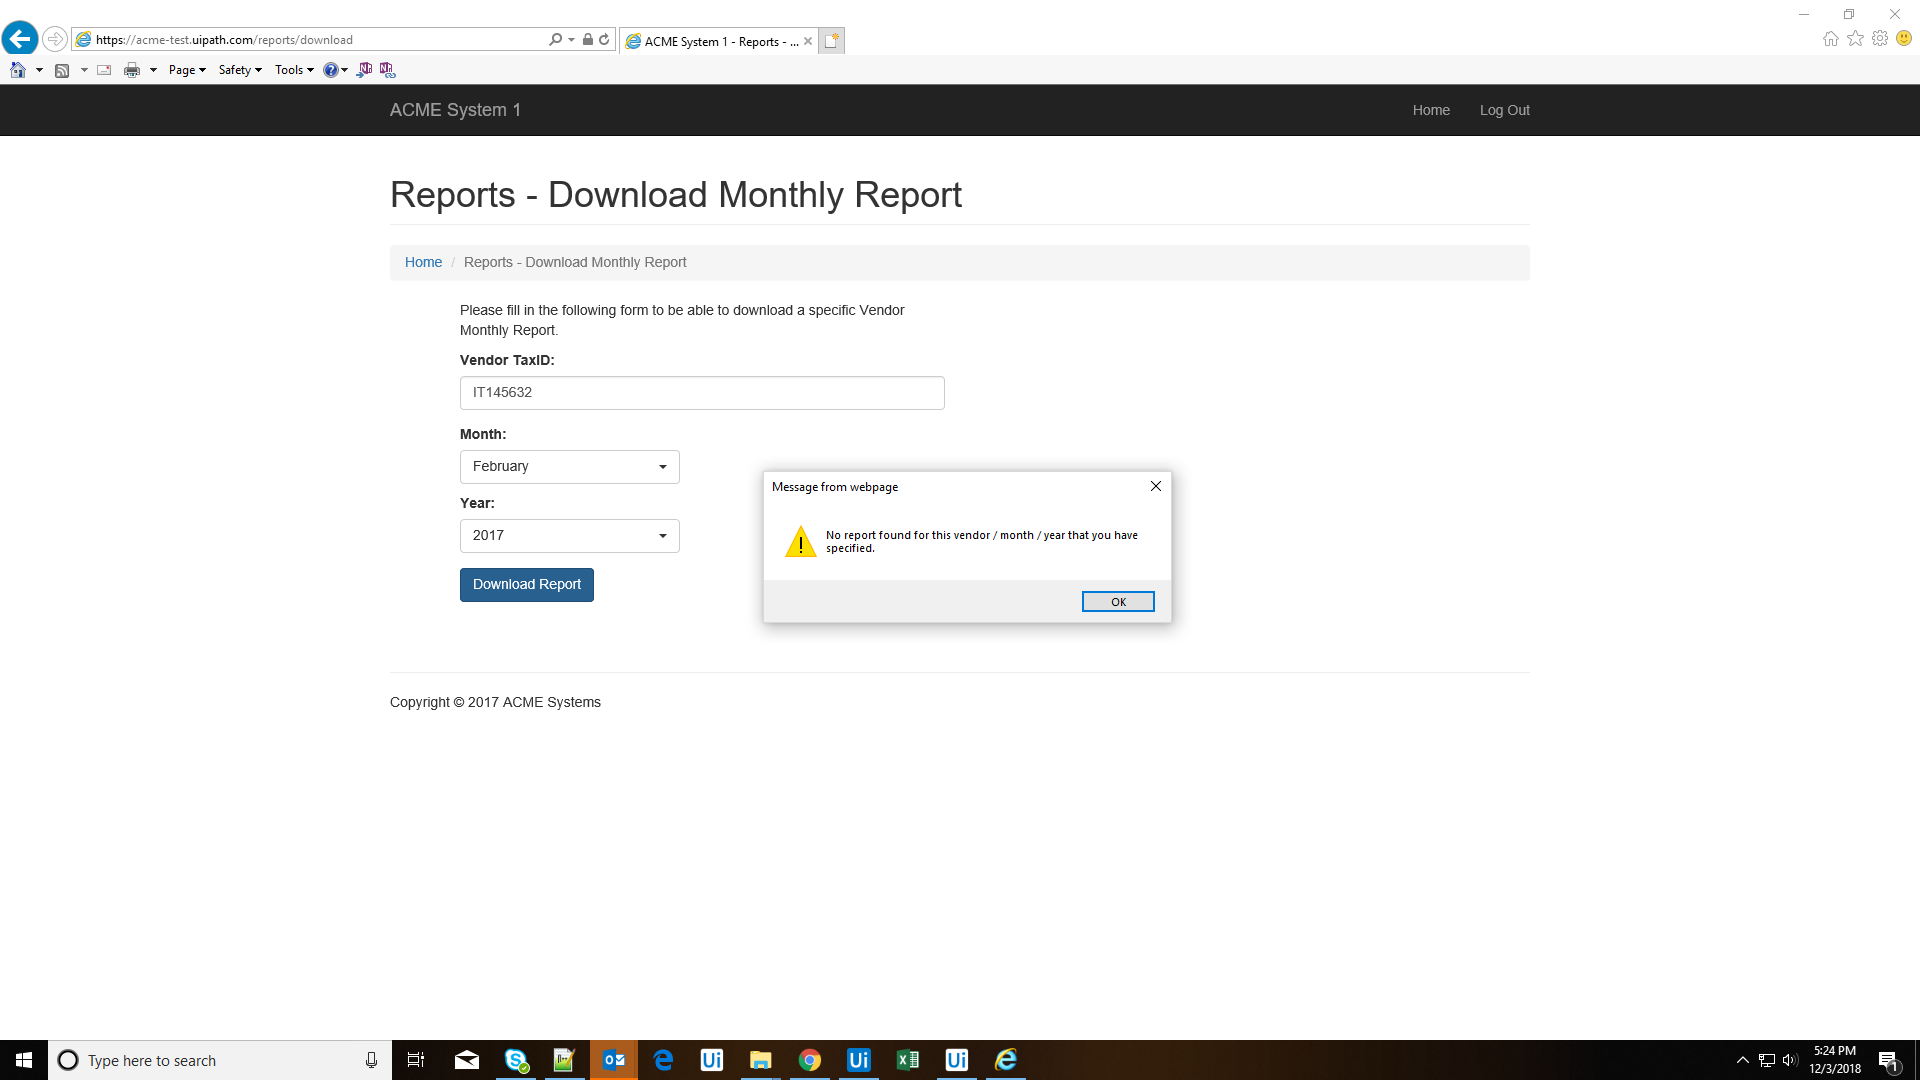 https://acme-test.uipath.com/reports/download
ACME System 1 - Reports - ...
Page
Safety
Tools
ACME System 1
Home
Log Out
Reports - Download Monthly Report
Home / Reports - Download Monthly Report
Please fill in the following form to be able to download a specific Vendor
Monthly Report.
Vendor TaxID:
IT145632
Month:
February
Year:
2017
Download Report
Message from webpage
No report found for this vendor / month / year that you have
specified.
OK
Copyright © 2017 ACME Systems
Type here to search
Ui
Ui
Ui
5:24 PM
12/3/2018
1